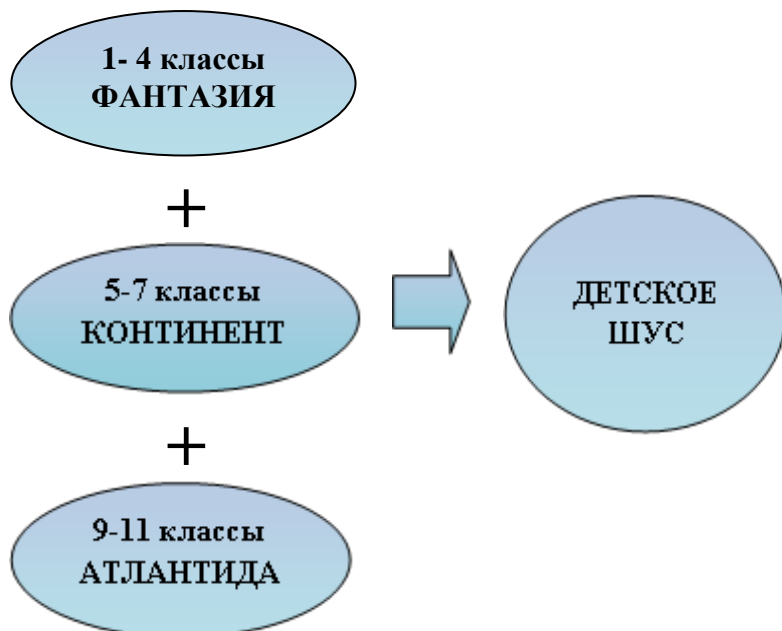 1- 4 классы
ФАНТАЗИЯ
+
5-7 классы
КОНТИНЕНТ
+
9-11 классы
АТЛАНТИДА
ДЕТСКОЕ
ШУС